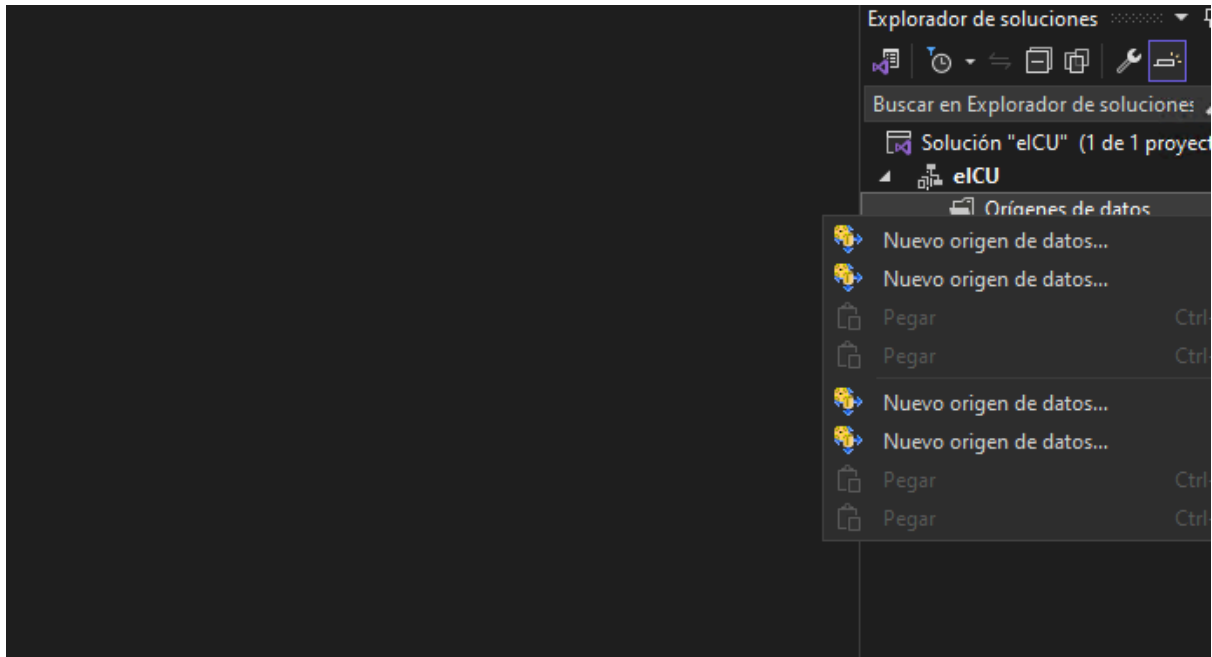 Explorador de soluciones
Buscar en Explorador de soluciones
Solución "eICU" (1 de 1 proyect
eICU
Orígenes de datos
Nuevo origen de datos...
Nuevo origen de datos...
Pegar Ctrl-
Pegar Ctrl-
Nuevo origen de datos...
Nuevo origen de datos...
Pegar Ctrl-
Pegar Ctrl-